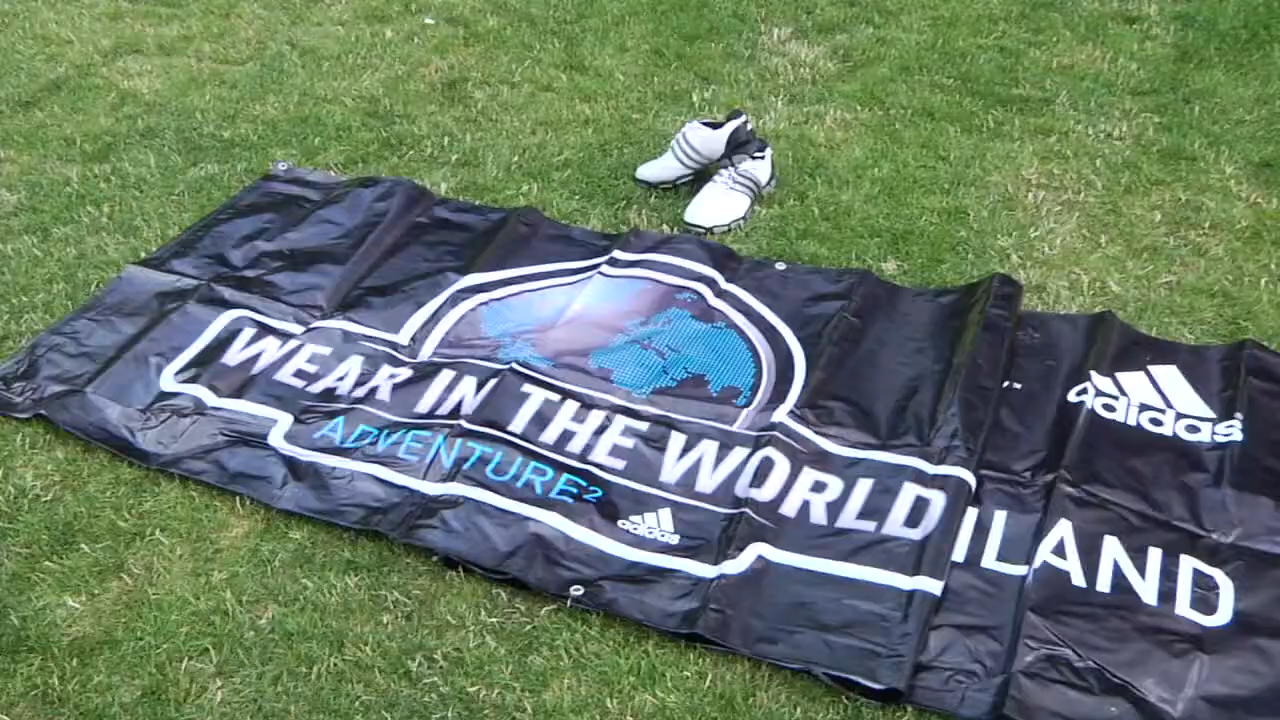 WEAR IN THE WORLD
ADVENTURE²
adidas
adidas®
ILAND